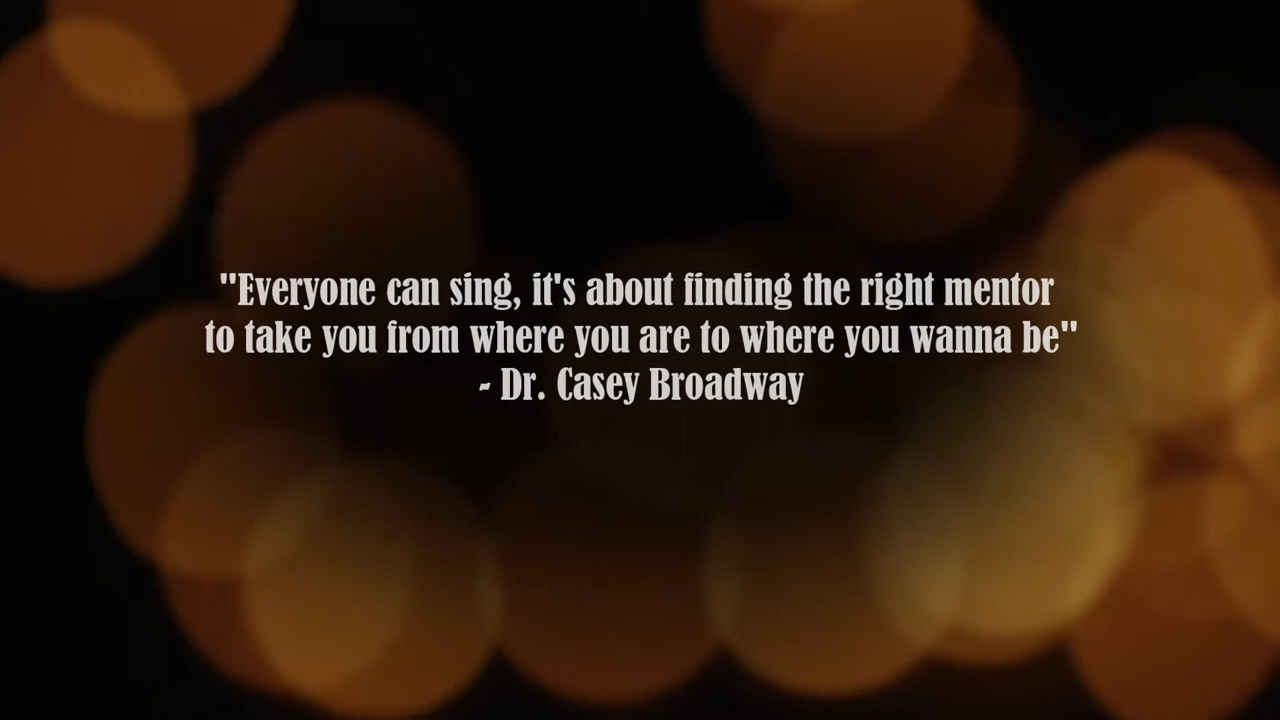 "Everyone can sing, it's about finding the right mentor
to take you from where you are to where you wanna be"
- Dr. Casey Broadway